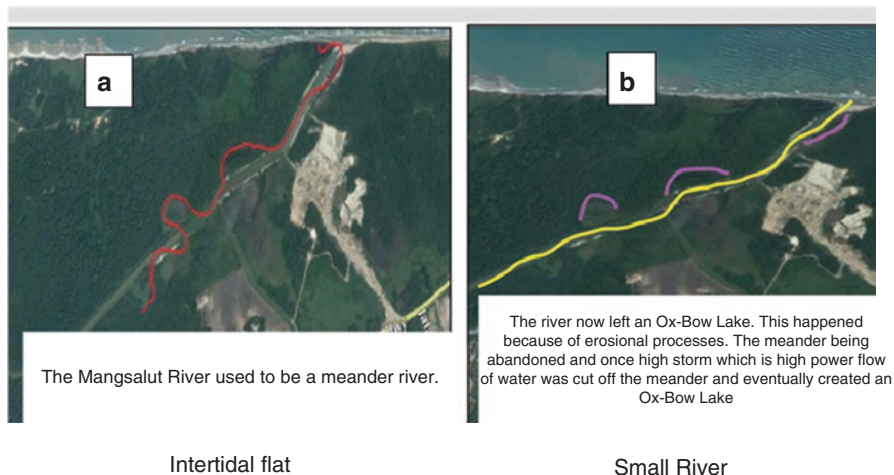 a
b
The Mangsalut River used to be a meander river.
The river now left an Ox-Bow Lake. This happened
because of erosional processes. The meander being
abandoned and once high storm which is high power flow
of water was cut off the meander and eventually created an
Ox-Bow Lake
Intertidal flat
Small River